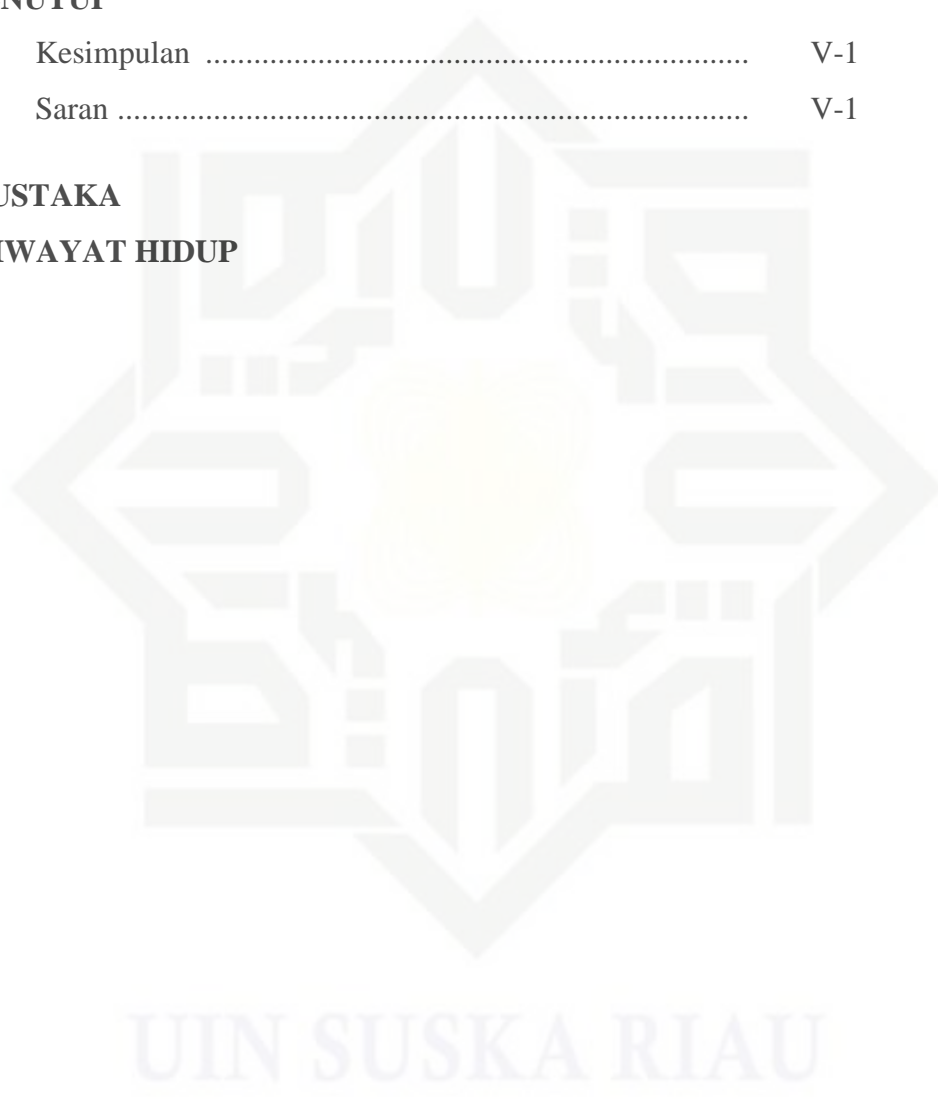 NUTUP
Kesimpulan .................................................................... V-1
Saran ............................................................................... V-1
USTAKA
IWAYAT HIDUP
UIN SUSKA RIAU